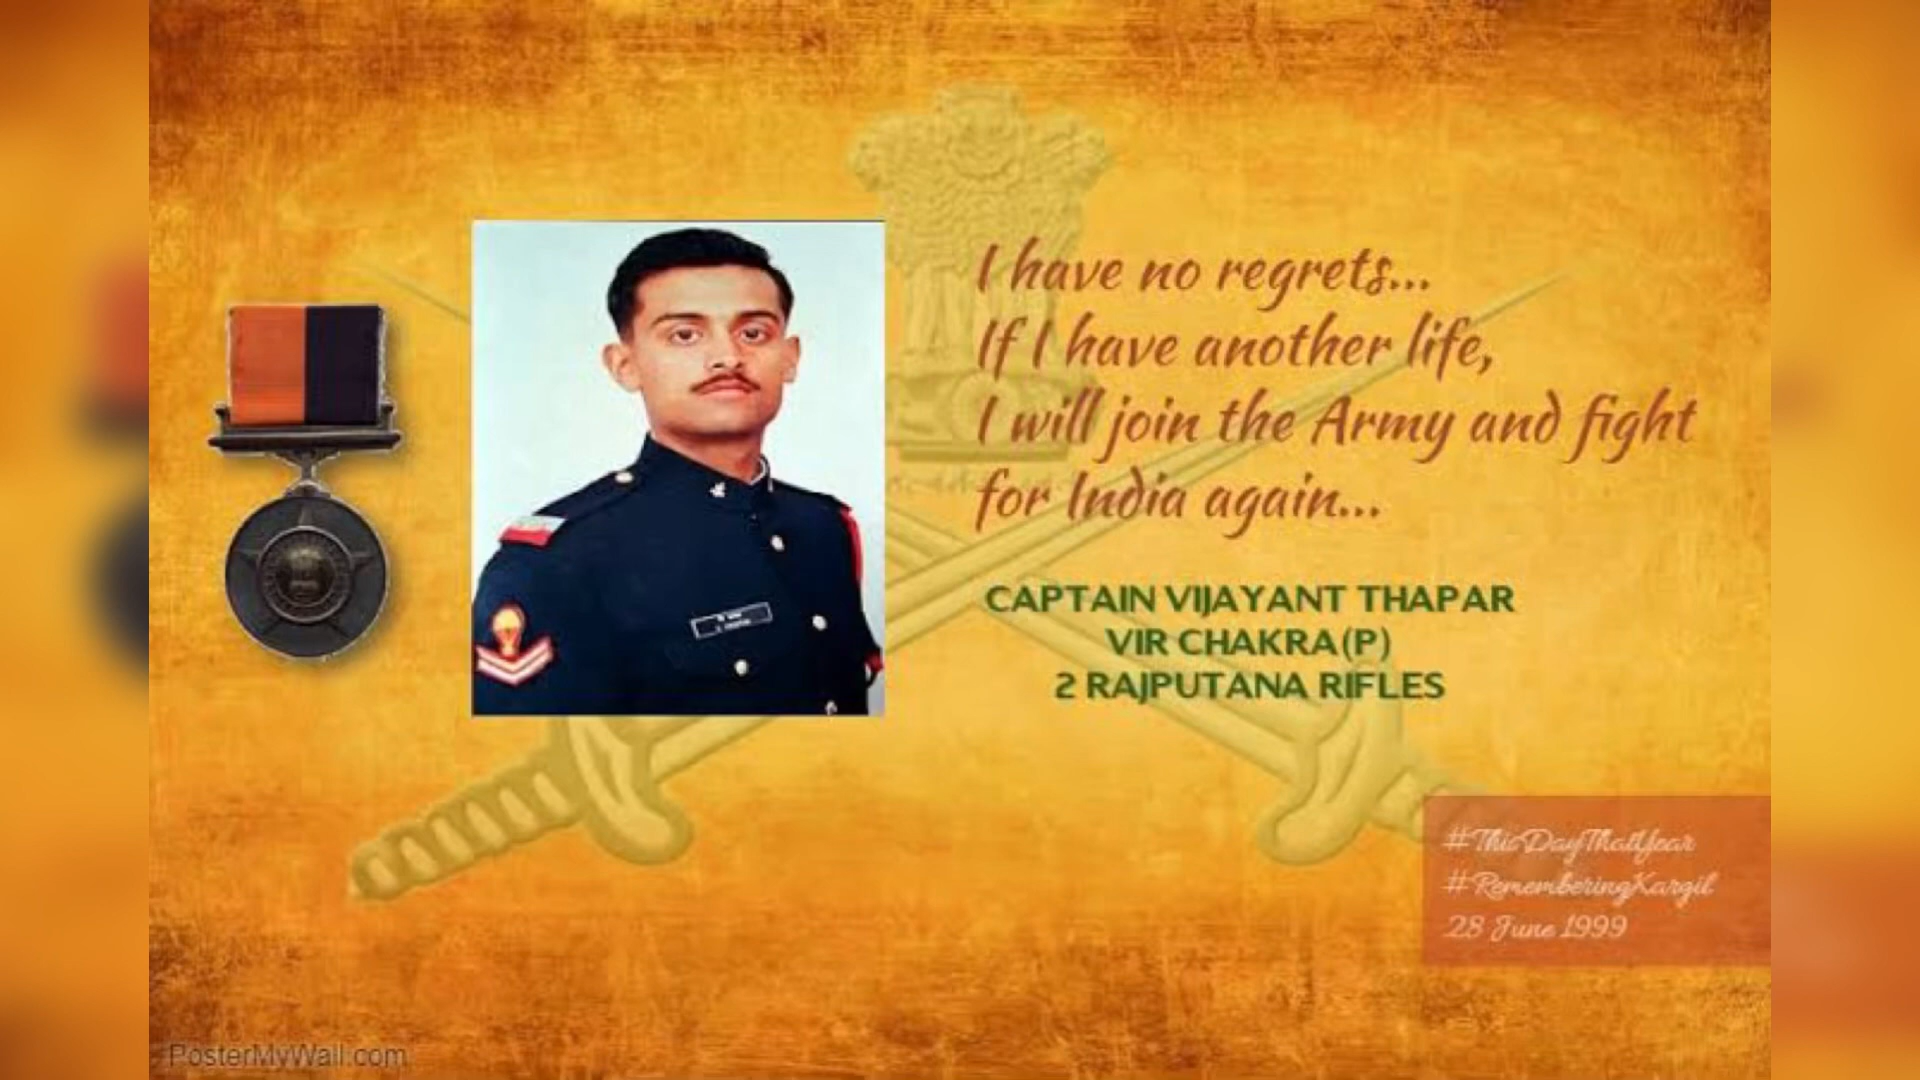 I have no regrets...
If I have another life,
I will join the Army and fight
for India again...
CAPTAIN VIJAYANT THAPAR
VIR CHAKRA(P)
2 RAJPUTANA RIFLES
#ThisDayThatYear
#RememberingKargil
28 June 1999
PosterMyWall.com